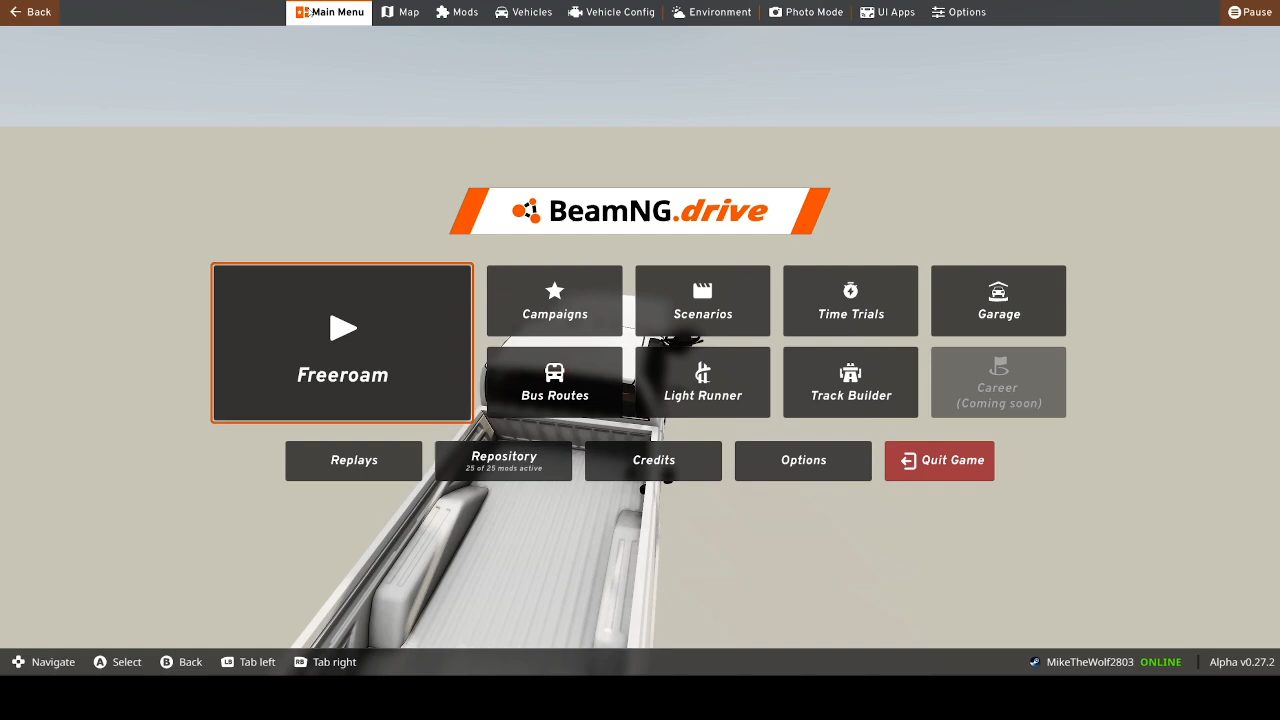 Back
Main Menu
Map
Mods
Vehicles
Vehicle Config
Environment
Photo Mode
UI Apps
Options
Pause
BeamNG.drive
Freeroam
Campaigns
Scenarios
Time Trials
Garage
Bus Routes
Light Runner
Track Builder
Career
(Coming soon)
Replays
Repository
25 of 25 mods active
Credits
Options
Quit Game
Navigate
A Select
B Back
LB Tab left
RB Tab right
MikeTheWolf2803 ONLINE
Alpha v0.27.2